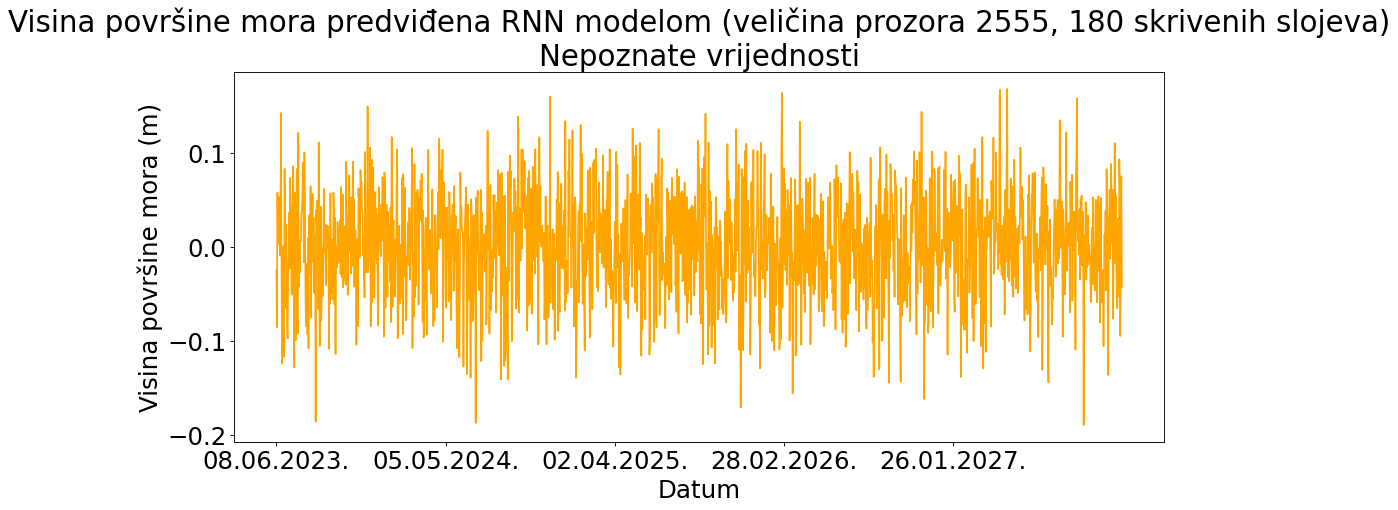 Visina površine mora predviđena RNN modelom (veličina prozora 2555, 180 skrivenih slojeva)
Nepoznate vrijednosti
Visina površine mora (m)
0.1
0.0
−0.1
−0.2
08.06.2023. 05.05.2024. 02.04.2025. 28.02.2026. 26.01.2027.
Datum